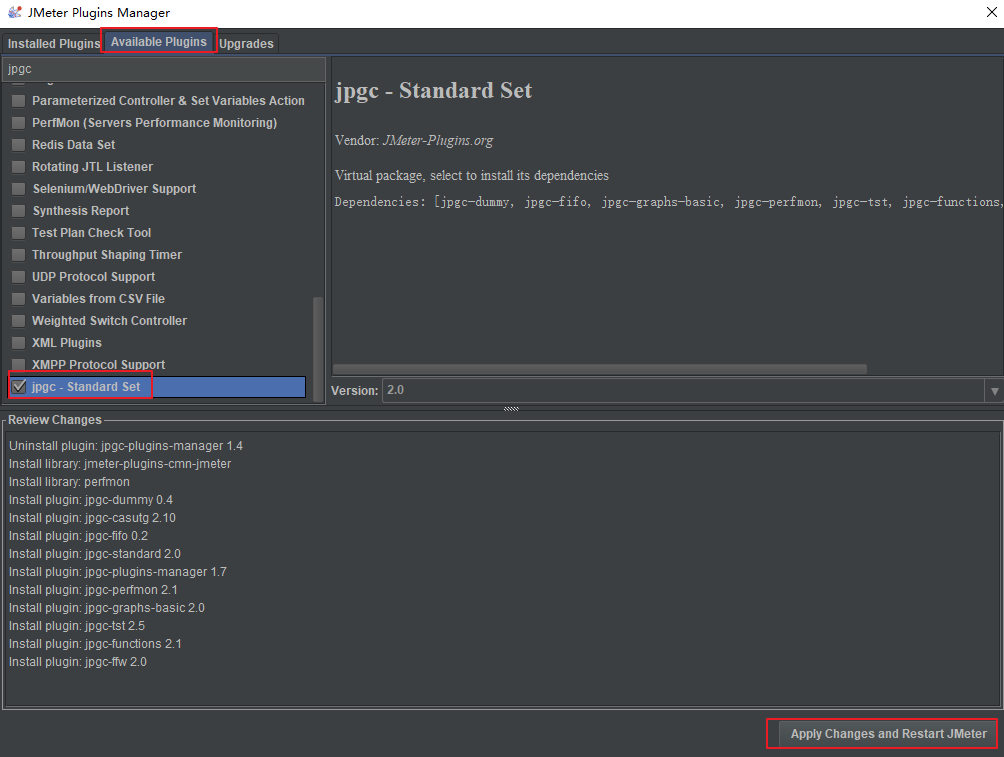 JMeter Plugins Manager
Installed Plugins Available Plugins Upgrades
jpgc
Parameterized Controller & Set Variables Action
PerfMon (Servers Performance Monitoring)
Redis Data Set
Rotating JTL Listener
Selenium/WebDriver Support
Synthesis Report
Test Plan Check Tool
Throughput Shaping Timer
UDP Protocol Support
Variables from CSV File
Weighted Switch Controller
XML Plugins
XMPP Protocol Support
jpgc - Standard Set
jpgc - Standard Set
Vendor: JMeter-Plugins.org
Virtual package, select to install its dependencies
Dependencies: [jpgc-dummy, jpgc-fifo, jpgc-graphs-basic, jpgc-perfmon, jpgc-tst, jpgc-functions,
Version: 2.0
Review Changes
Uninstall plugin: jpgc-plugins-manager 1.4
Install library: jmeter-plugins-cmn-jmeter
Install library: perfmon
Install plugin: jpgc-dummy 0.4
Install plugin: jpgc-casutg 2.10
Install plugin: jpgc-fifo 0.2
Install plugin: jpgc-standard 2.0
Install plugin: jpgc-plugins-manager 1.7
Install plugin: jpgc-perfmon 2.1
Install plugin: jpgc-graphs-basic 2.0
Install plugin: jpgc-tst 2.5
Install plugin: jpgc-functions 2.1
Install plugin: jpgc-ffw 2.0
Apply Changes and Restart JMeter